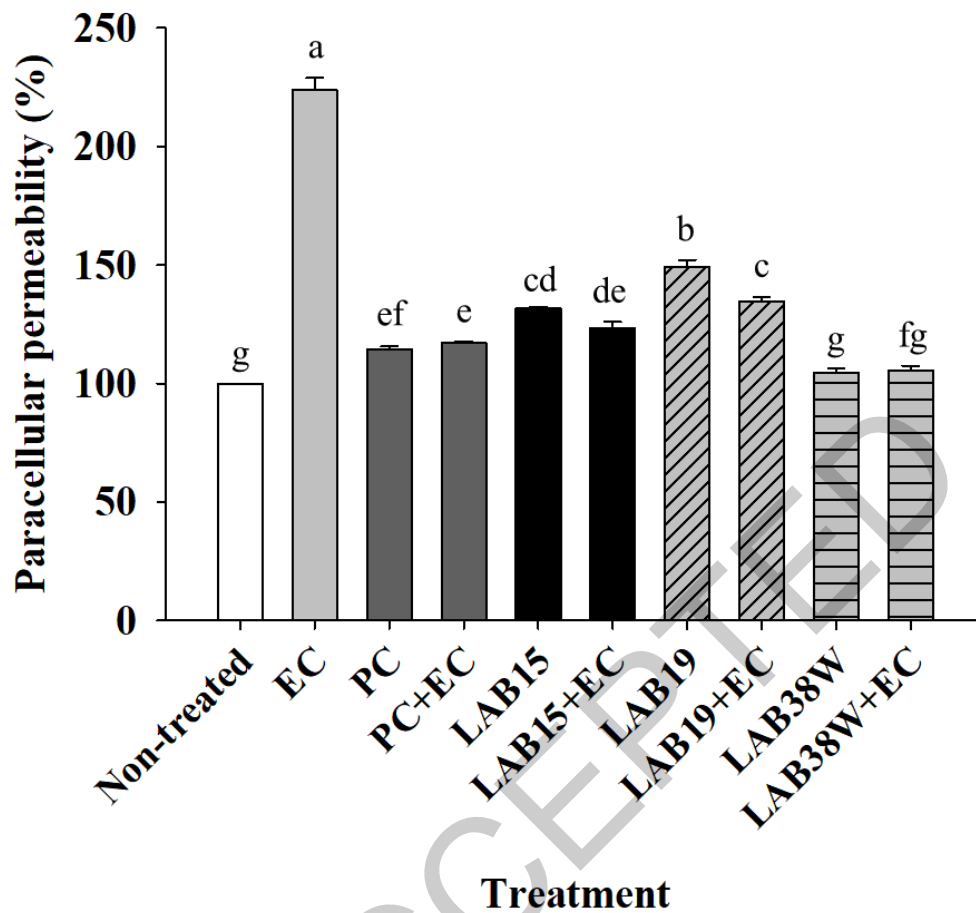 Paracellular permeability (%)
250
200
150
100
50
0
g
a
ef
e
cd
de
b
c
g
fg
Non-treated
EC
PC
PC+EC
LAB15
LAB15+EC
LAB19
LAB19+EC
LAB38W
LAB38W+EC
Treatment
CCEPTED